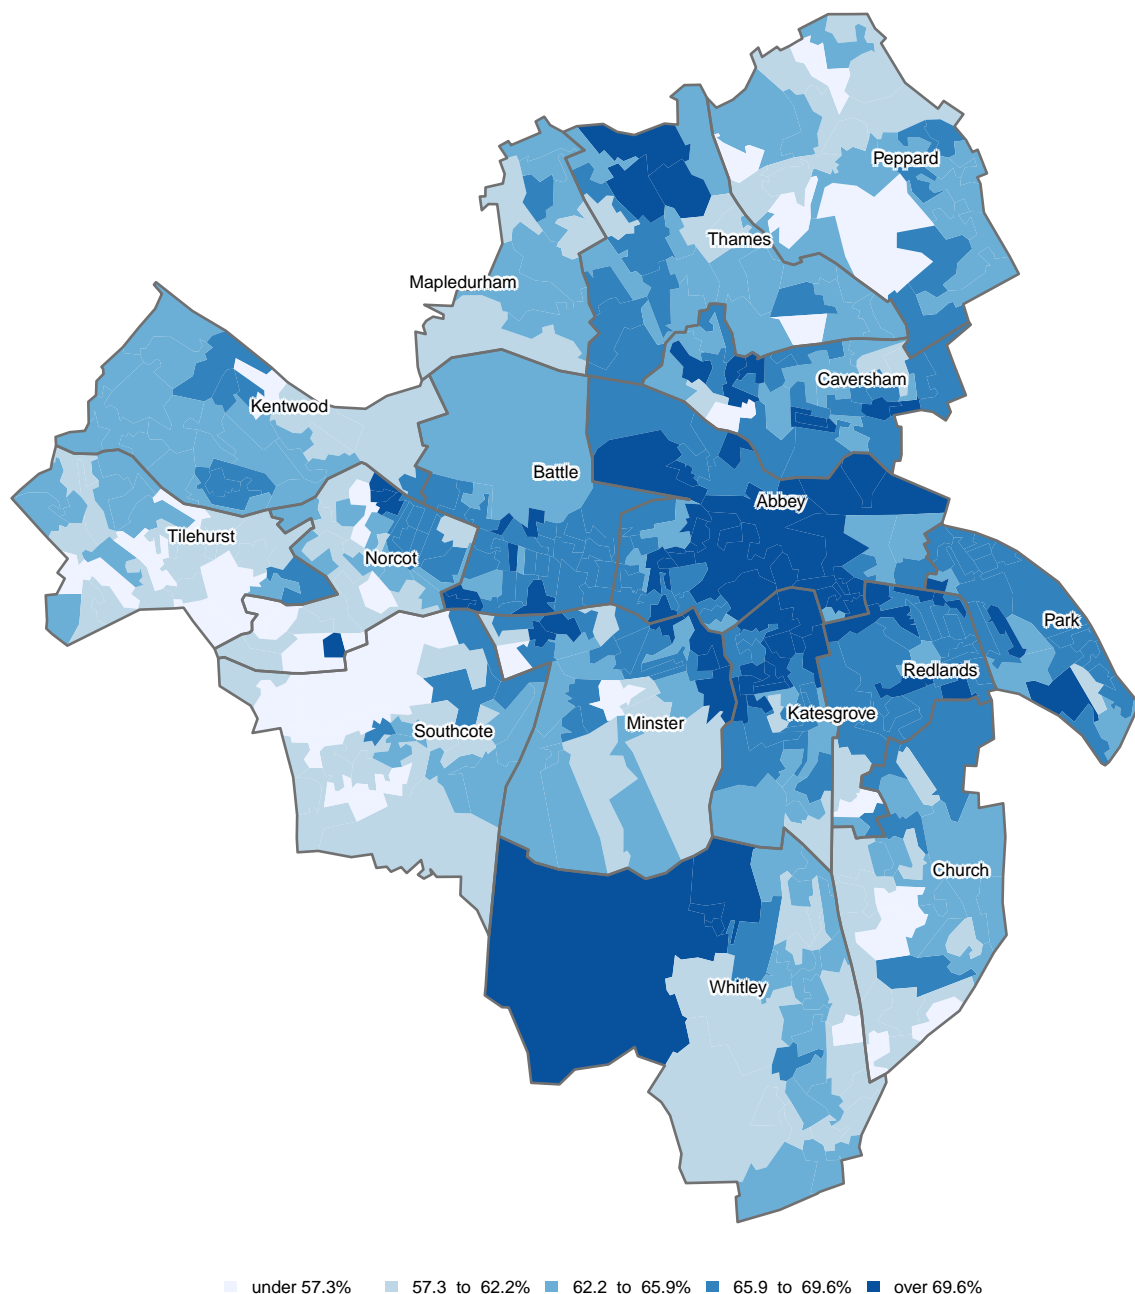 Peppard
Thames
Mapledurham
Caversham
Kentwood
Battle
Abbey
Tilehurst
Norcot
Park
Redlands
Katesgrove
Minster
Southcote
Church
Whitley
under 57.3% 57.3 to 62.2% 62.2 to 65.9% 65.9 to 69.6% over 69.6%